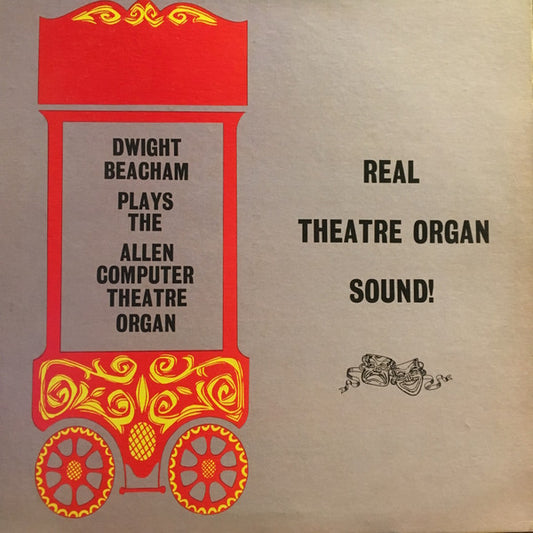 DWIGHT
BEACHAM
PLAYS
THE
ALLEN
COMPUTER
THEATRE
ORGAN
REAL
THEATRE ORGAN
SOUND!